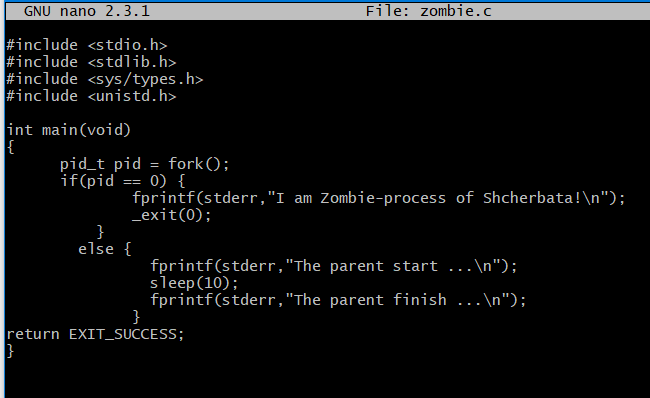 GNU nano 2.3.1 File: zombie.c
#include <stdio.h>
#include <stdlib.h>
#include <sys/types.h>
#include <unistd.h>
int main(void)
{
pid_t pid = fork();
if(pid == 0) {
fprintf(stderr,"I am Zombie-process of Shcherbata!\n");
_exit(0);
}
else {
fprintf(stderr,"The parent start ...\n");
sleep(10);
fprintf(stderr,"The parent finish ...\n");
}
return EXIT_SUCCESS;
}